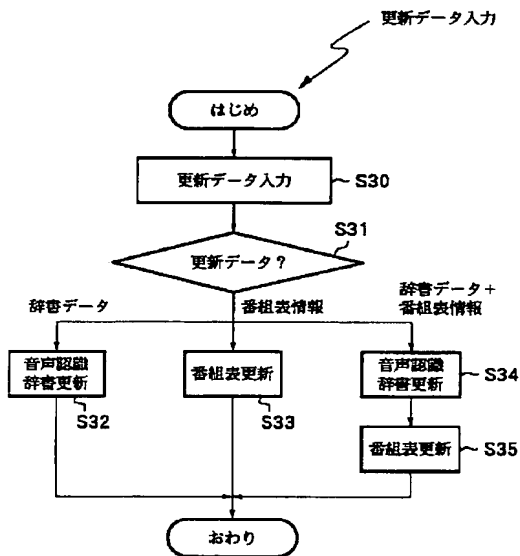 更新データ入力
はじめ
更新データ入力
S30
S31
更新データ？
辞書データ
番組表情報
辞書データ＋
番組表情報
音声認識
辞書更新
S32
番組表更新
S33
音声認識
辞書更新
S34
番組表更新
S35
おわり